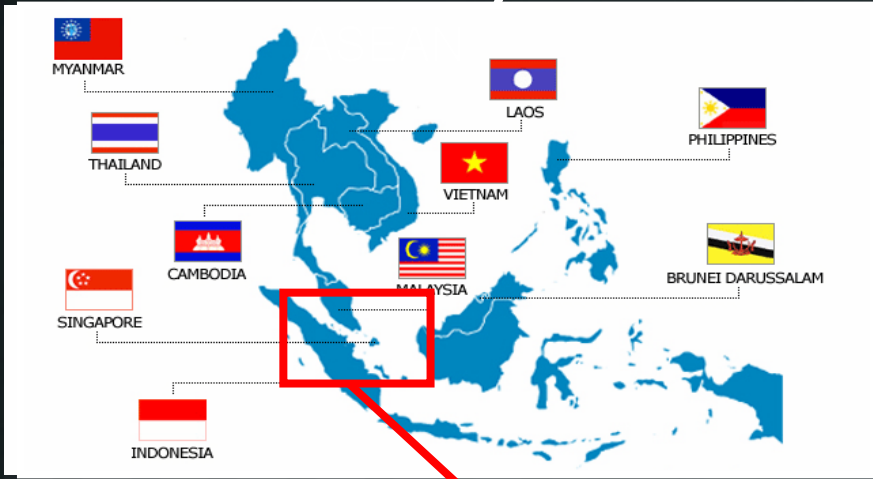 MYANMAR
LAOS
PHILIPPINES
THAILAND
VIETNAM
CAMBODIA
MALAYSIA
BRUNEI DARUSSALAM
SINGAPORE
INDONESIA